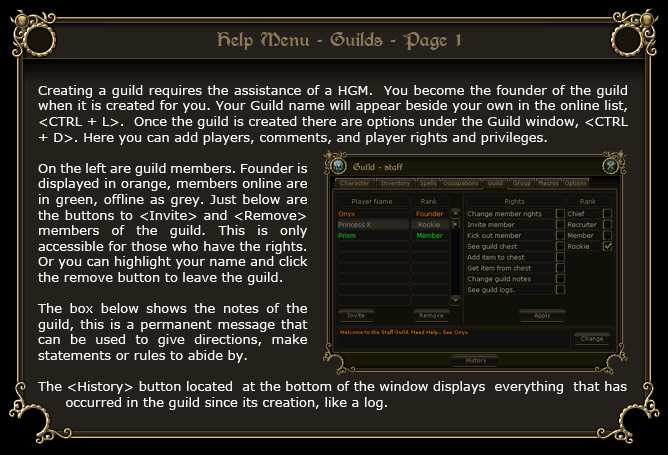 Help Menu - Guilds - Page 1
Creating a guild requires the assistance of a HGM. You become the founder of the guild
when it is created for you. Your Guild name will appear beside your own in the online list,
<CTRL + L>. Once the guild is created there are options under the Guild window, <CTRL
+ D>. Here you can add players, comments, and player rights and privileges.
On the left are guild members. Founder is
displayed in orange, members online are
in green, offline as grey. Just below are
the buttons to <Invite> and <Remove>
members of the guild. This is only
accessible for those who have the rights.
Or you can highlight your name and click
the remove button to leave the guild.
The box below shows the notes of the
guild, this is a permanent message that
can be used to give directions, make
statements or rules to abide by.
Guild - staff
Character Inventory Spells Occupations Guild Group Macros Options
Player Name Rank Rights Rank
Onyx Founder Change member rights Chief
Princess K Rookie Invite member Recruiter
Prism Member Kick out member Member
See guild chest Rookie
Add item to chest
Get item from chest
Change guild notes
See guild logs.
Invite Remove Apply
Welcome to the Staff Guild. Need Help.. See Onyx
Change
History
The <History> button located at the bottom of the window displays everything that has
occurred in the guild since its creation, like a log.